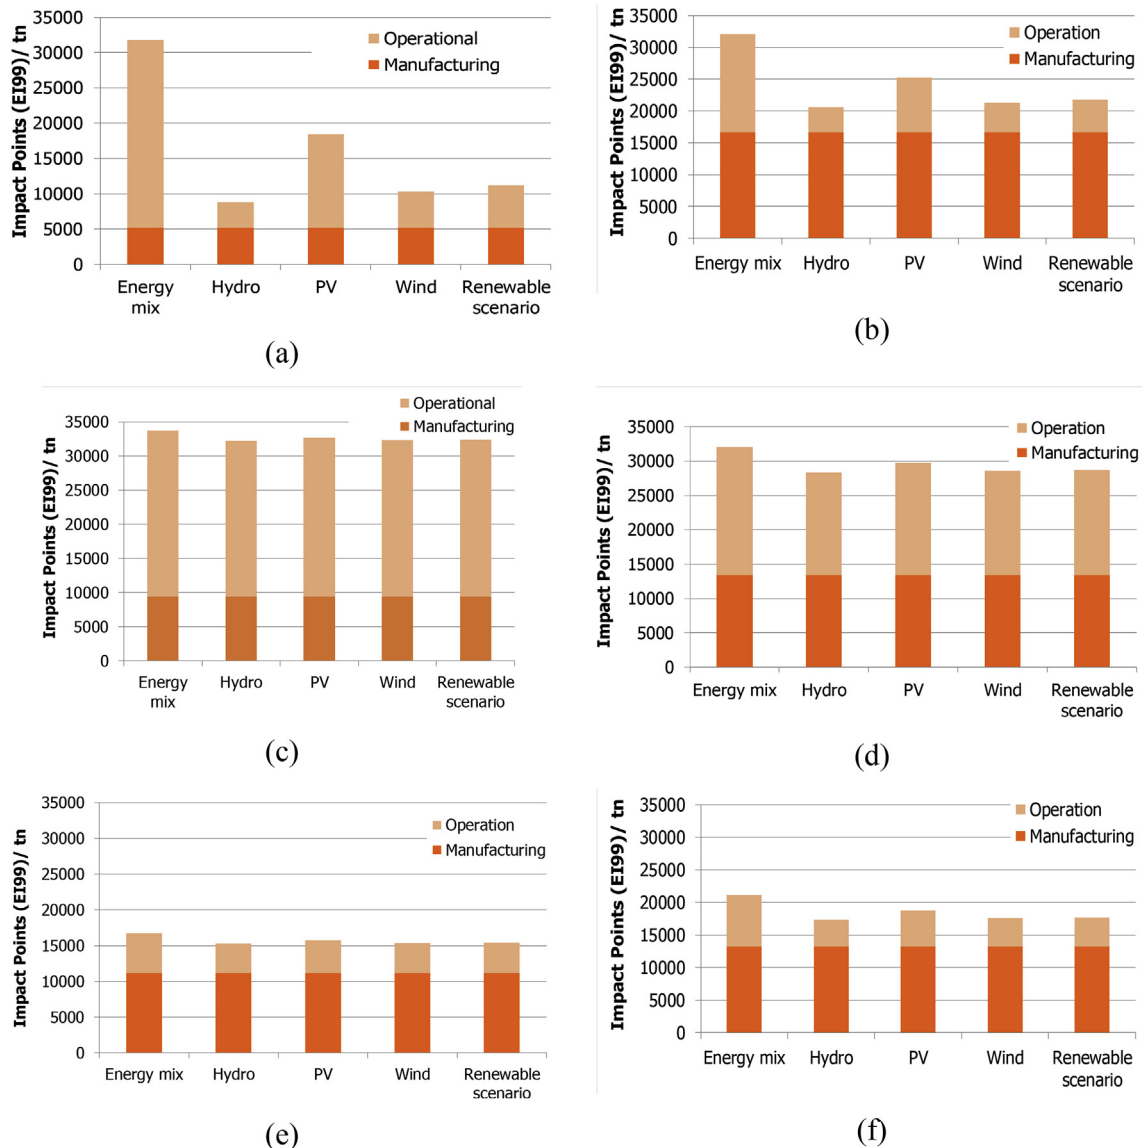 Impact Points (EI99)/ tn
35000
30000
25000
20000
15000
10000
5000
0
Operational
Manufacturing
Energy mix
Hydro
PV
Wind
Renewable scenario
(a)
Impact Points (EI99)/ tn
35000
30000
25000
20000
15000
10000
5000
0
Operation
Manufacturing
Energy mix
Hydro
PV
Wind
Renewable scenario
(b)
Impact Points (EI99)/ tn
35000
30000
25000
20000
15000
10000
5000
0
Operational
Manufacturing
Energy mix
Hydro
PV
Wind
Renewable scenario
(c)
Impact Points (EI99)/ tn
35000
30000
25000
20000
15000
10000
5000
0
Operation
Manufacturing
Energy mix
Hydro
PV
Wind
Renewable scenario
(d)
Impact Points (EI99)/ tn
35000
30000
25000
20000
15000
10000
5000
0
Operation
Manufacturing
Energy mix
Hydro
PV
Wind
Renewable scenario
(e)
Impact Points (EI99)/ tn
35000
30000
25000
20000
15000
10000
5000
0
Operation
Manufacturing
Energy mix
Hydro
PV
Wind
Renewable scenario
(f)